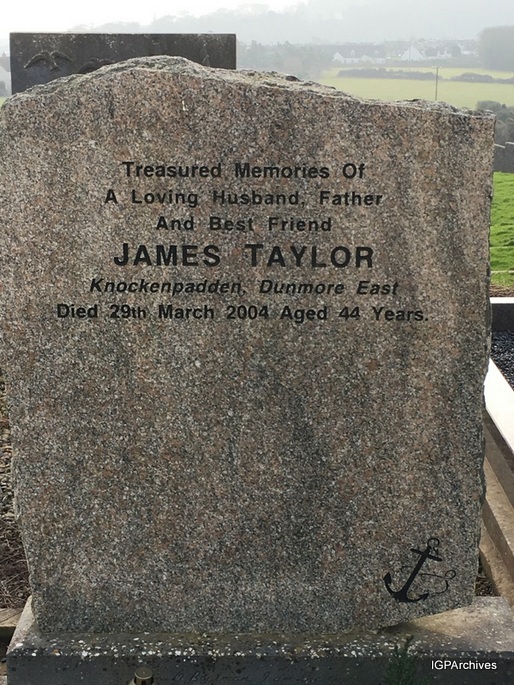 Treasured Memories Of
A Loving Husband, Father
And Best Friend
JAMES TAYLOR
Knockenpadden, Dunmore East
Died 29th March 2004 Aged 44 Years.
IGPArchives